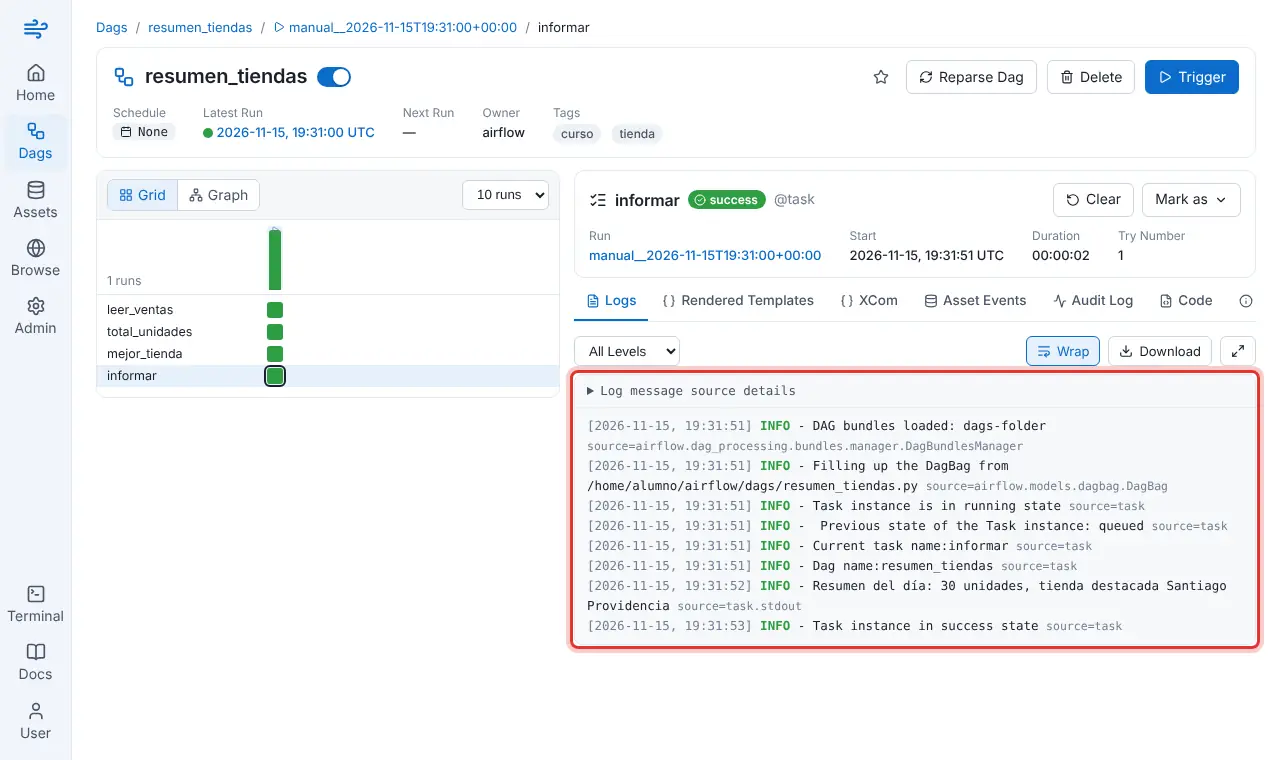 Dags / resumen_tiendas / manual__2026-11-15T19:31:00+00:00 / informar
Home
Dags
Assets
Browse
Admin
Terminal
Docs
User
resumen_tiendas
Reparse Dag
Delete
Trigger
Schedule
None
Latest Run
2026-11-15, 19:31:00 UTC
Next Run
—
Owner
airflow
Tags
curso tienda
Grid
Graph
10 runs
1 runs
leer_ventas
total_unidades
mejor_tienda
informar
informar success @task
Clear
Mark as
Run
manual__2026-11-15T19:31:00+00:00
Start
2026-11-15, 19:31:51 UTC
Duration
00:00:02
Try Number
1
Logs
{} Rendered Templates
{} XCom
Asset Events
Audit Log
Code
All Levels
Wrap
Download
Log message source details
[2026-11-15, 19:31:51] INFO - DAG bundles loaded: dags-folder
source=airflow.dag_processing.bundles.manager.DagBundlesManager
[2026-11-15, 19:31:51] INFO - Filling up the DagBag from
/home/alumno/airflow/dags/resumen_tiendas.py source=airflow.models.dagbag.DagBag
[2026-11-15, 19:31:51] INFO - Task instance is in running state source=task
[2026-11-15, 19:31:51] INFO -  Previous state of the Task instance: queued source=task
[2026-11-15, 19:31:51] INFO - Current task name:informar source=task
[2026-11-15, 19:31:51] INFO - Dag name:resumen_tiendas source=task
[2026-11-15, 19:31:52] INFO - Resumen del día: 30 unidades, tienda destacada Santiago
Providencia source=task.stdout
[2026-11-15, 19:31:53] INFO - Task instance in success state source=task